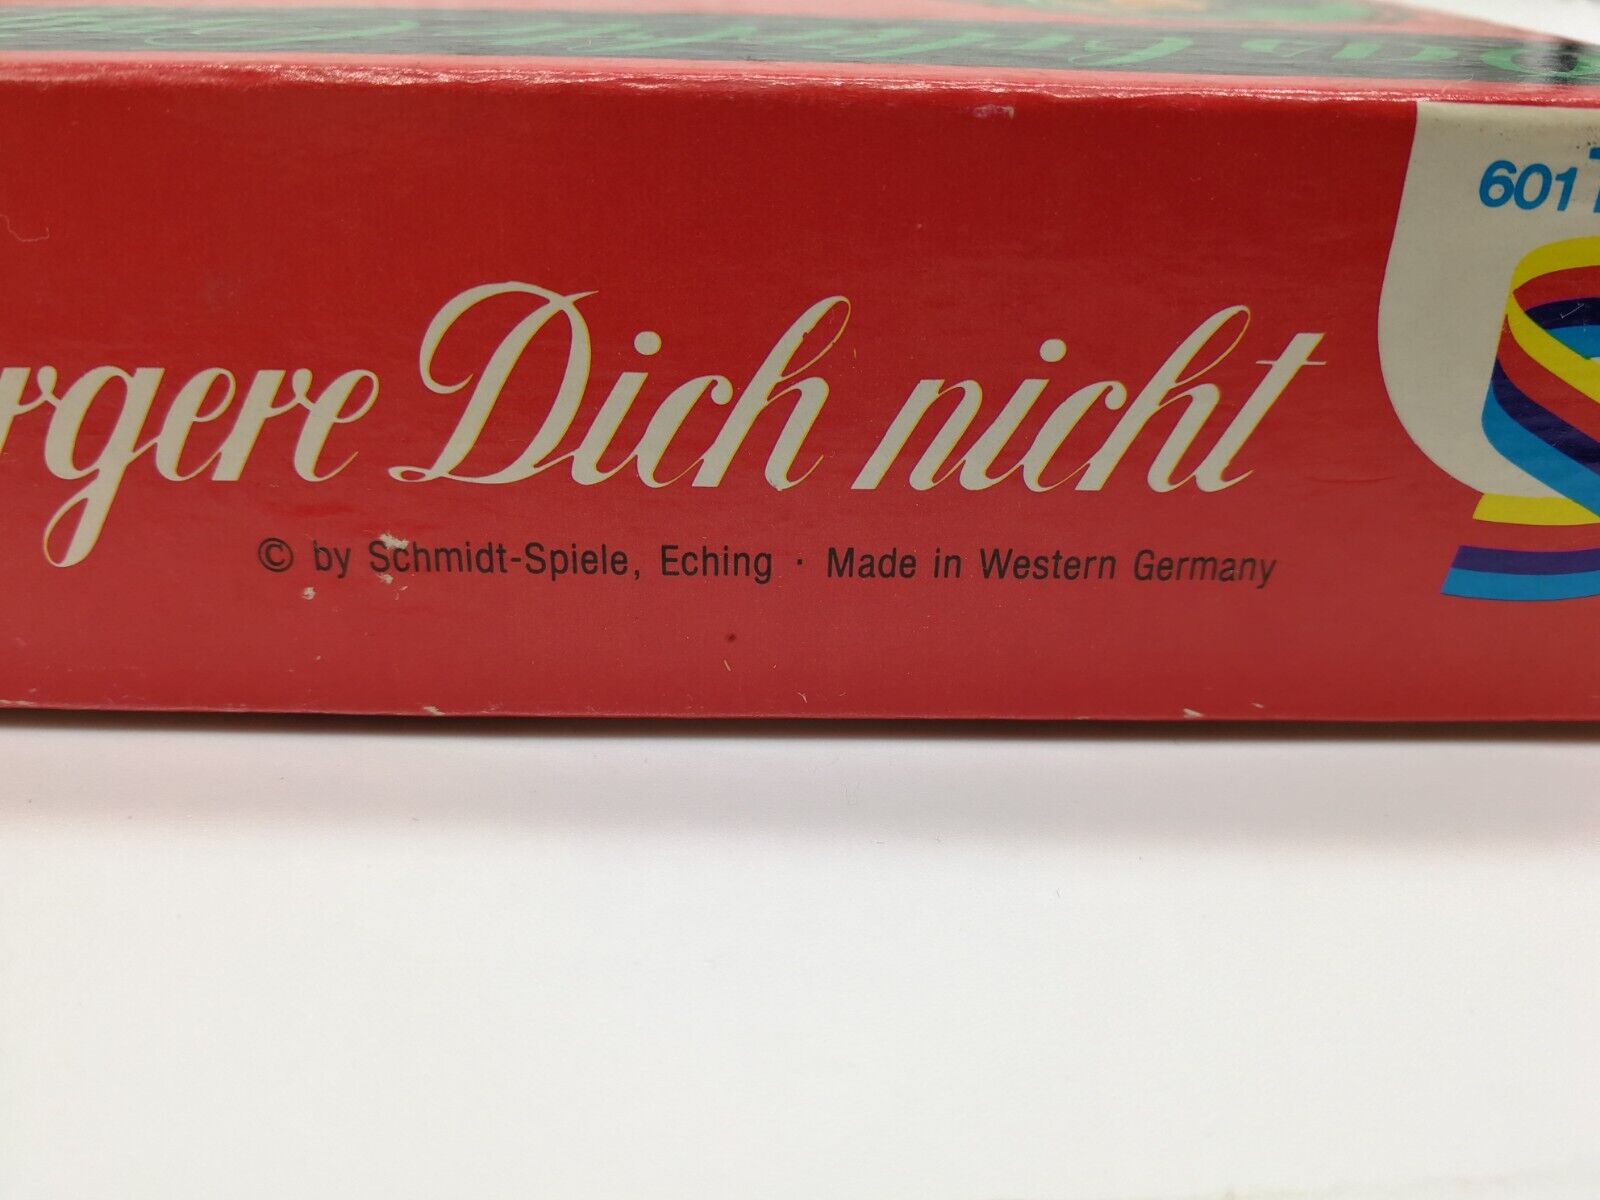 601
rgere Dich nicht
© by Schmidt-Spiele, Eching · Made in Western Germany